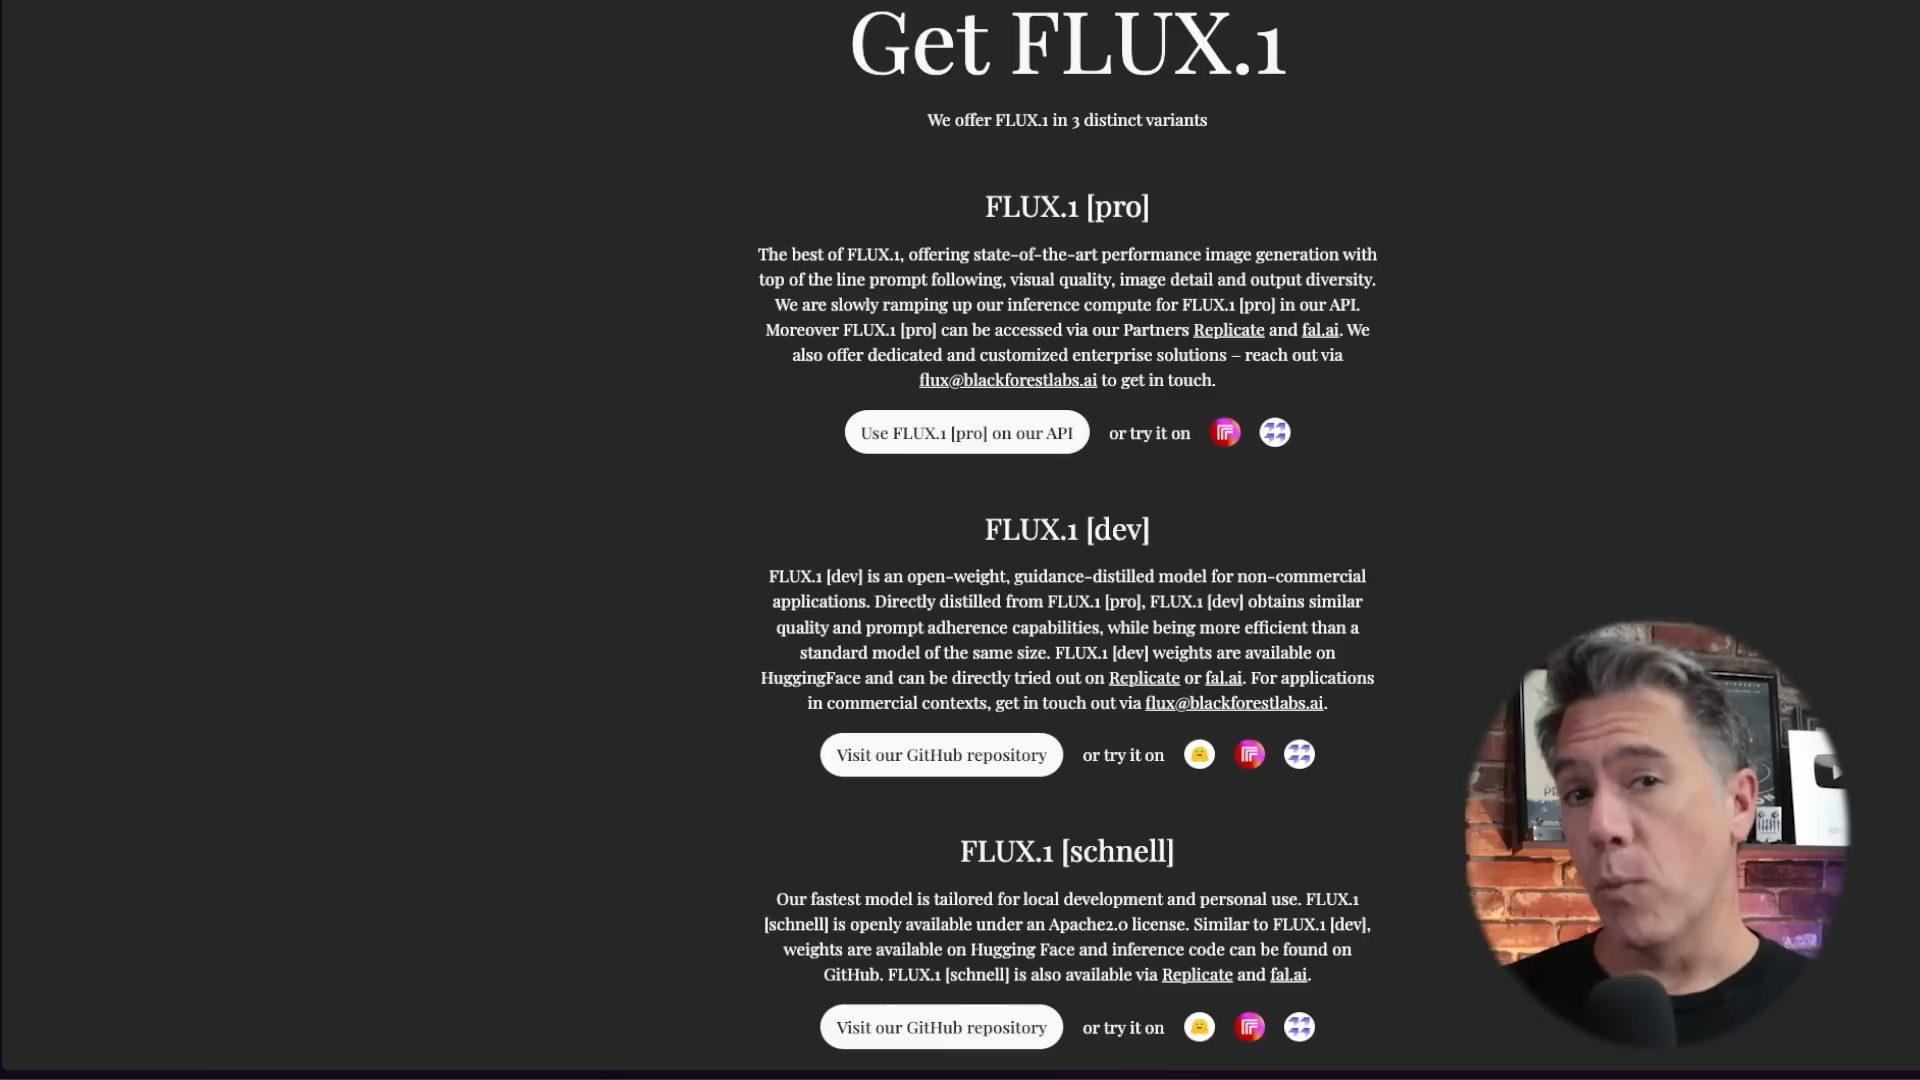 Get FLUX.1
We offer FLUX.1 in 3 distinct variants
FLUX.1 [pro]
The best of FLUX.1, offering state-of-the-art performance image generation with
top of the line prompt following, visual quality, image detail and output diversity.
We are slowly ramping up our inference compute for FLUX.1 [pro] in our API.
Moreover FLUX.1 [pro] can be accessed via our Partners Replicate and fal.ai. We
also offer dedicated and customized enterprise solutions – reach out via
flux@blackforestlabs.ai to get in touch.
Use FLUX.1 [pro] on our API or try it on
FLUX.1 [dev]
FLUX.1 [dev] is an open-weight, guidance-distilled model for non-commercial
applications. Directly distilled from FLUX.1 [pro], FLUX.1 [dev] obtains similar
quality and prompt adherence capabilities, while being more efficient than a
standard model of the same size. FLUX.1 [dev] weights are available on
HuggingFace and can be directly tried out on Replicate or fal.ai. For applications
in commercial contexts, get in touch out via flux@blackforestlabs.ai.
Visit our GitHub repository or try it on
FLUX.1 [schnell]
Our fastest model is tailored for local development and personal use. FLUX.1
[schnell] is openly available under an Apache2.0 license. Similar to FLUX.1 [dev],
weights are available on Hugging Face and inference code can be found on
GitHub. FLUX.1 [schnell] is also available via Replicate and fal.ai.
Visit our GitHub repository or try it on